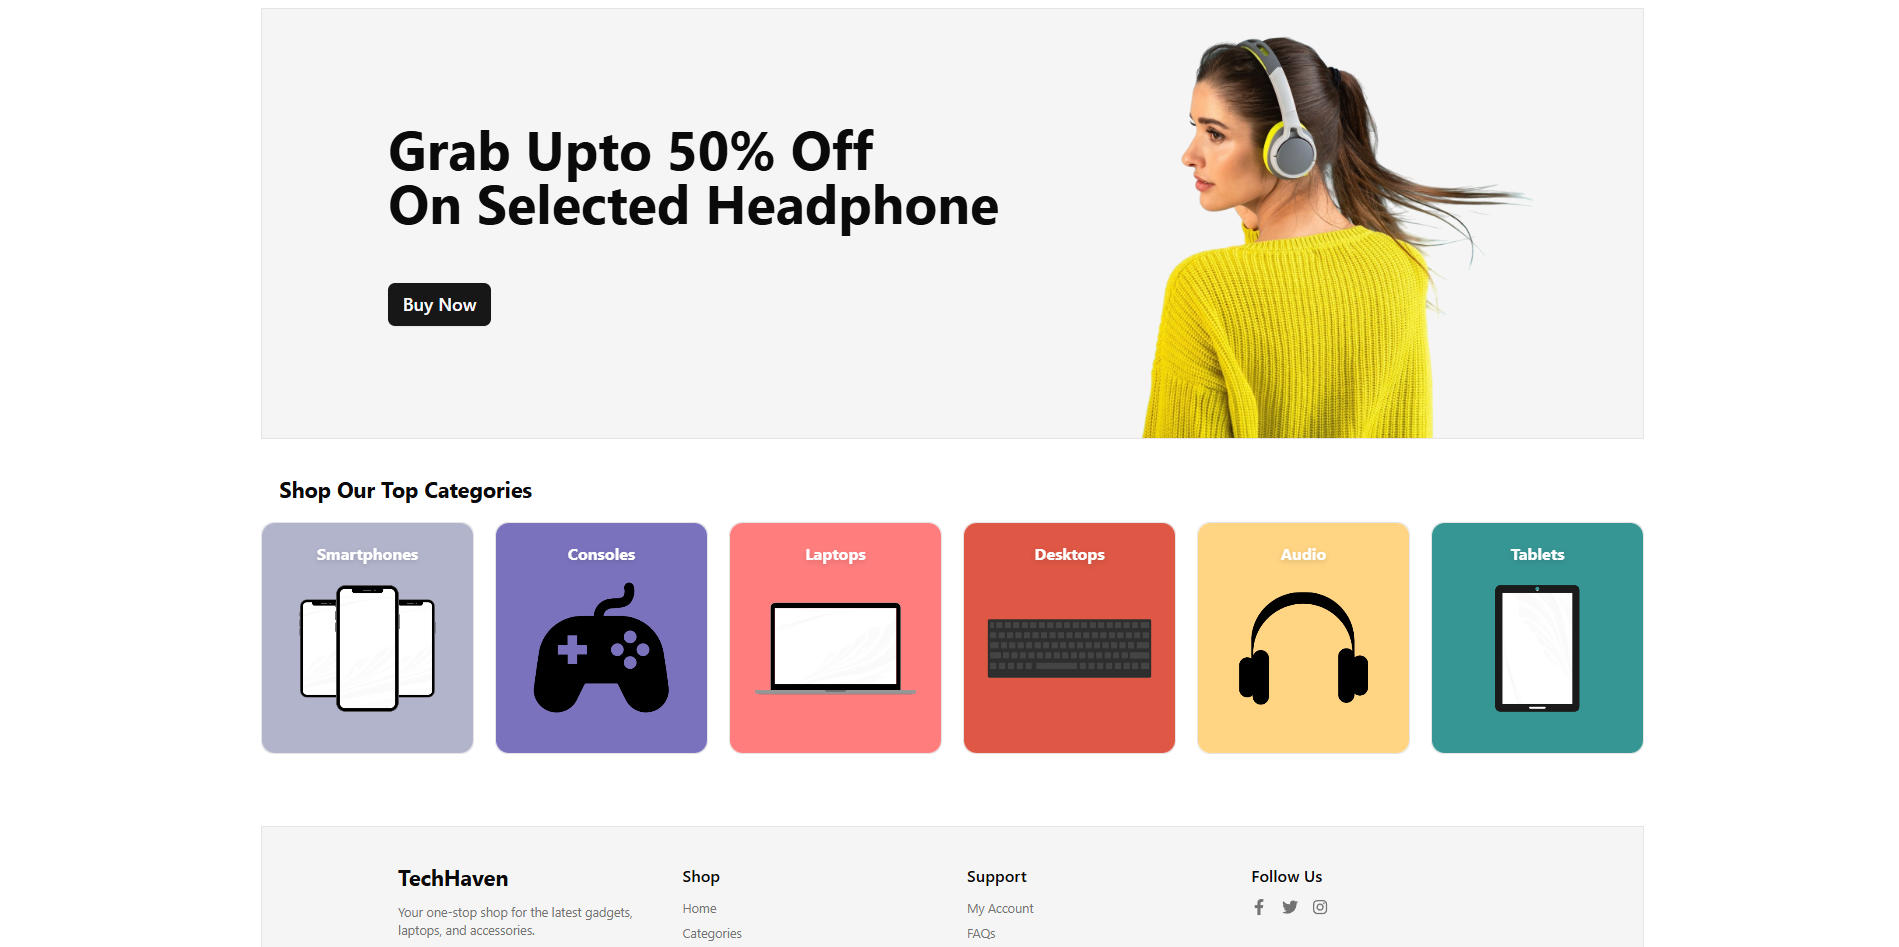 Grab Upto 50% Off
On Selected Headphone
Buy Now
Shop Our Top Categories
Smartphones
Consoles
Laptops
Desktops
Audio
Tablets
TechHaven
Your one-stop shop for the latest gadgets,
laptops, and accessories.
Shop
Home
Categories
Support
My Account
FAQs
Follow Us